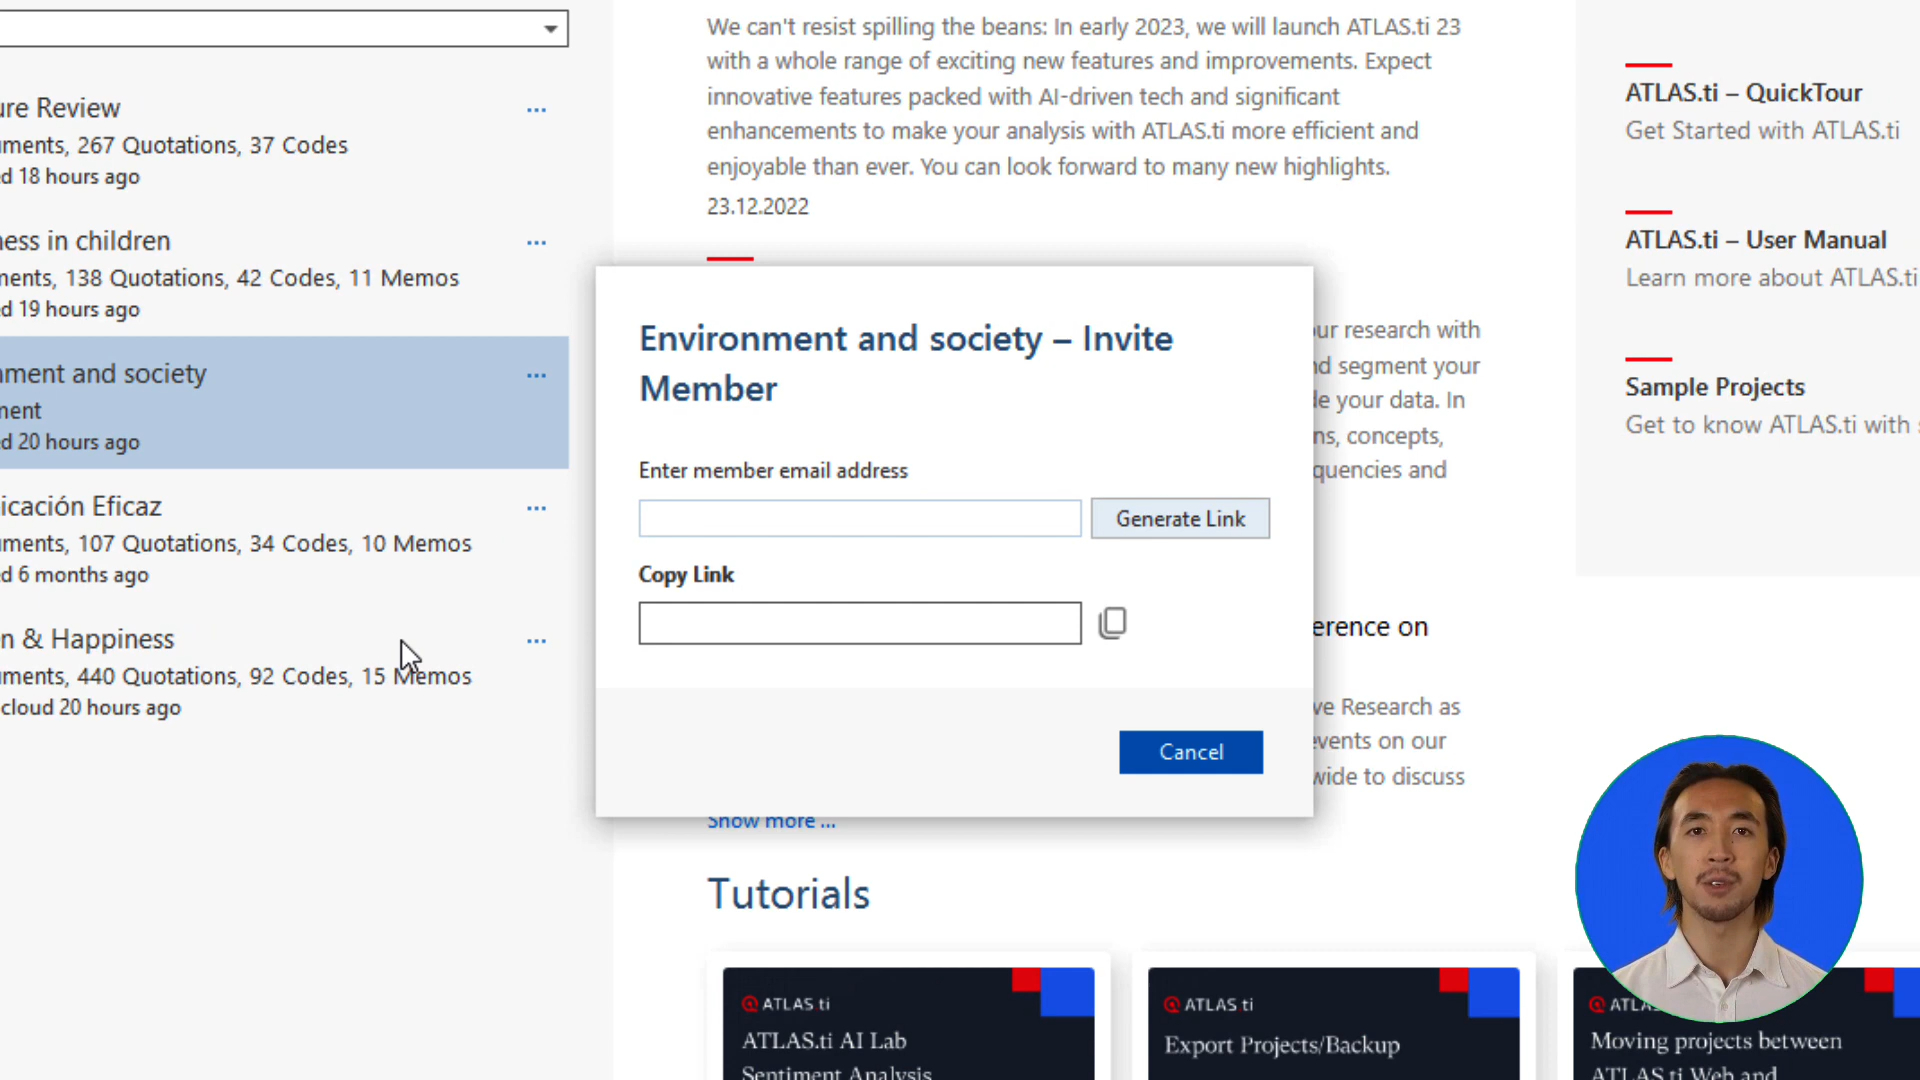 ure Review
ments, 267 Quotations, 37 Codes
d 18 hours ago
ness in children
nents, 138 Quotations, 42 Codes, 11 Memos
d 19 hours ago
nment and society
nent
d 20 hours ago
icación Eficaz
ments, 107 Quotations, 34 Codes, 10 Memos
d 6 months ago
n & Happiness
ments, 440 Quotations, 92 Codes, 15 Memos
cloud 20 hours ago
We can't resist spilling the beans: In early 2023, we will launch ATLAS.ti 23
with a whole range of exciting new features and improvements. Expect
innovative features packed with AI-driven tech and significant
enhancements to make your analysis with ATLAS.ti more efficient and
enjoyable than ever. You can look forward to many new highlights.
23.12.2022
Environment and society – Invite
Member
Enter member email address
Generate Link
Copy Link
Cancel
ur research with
d segment your
le your data. In
ns, concepts,
quencies and
erence on
ve Research as
events on our
wide to discuss
Show more ...
Tutorials
ATLAS.ti
ATLAS.ti AI Lab
Sentiment Analysis
ATLAS.ti
Export Projects/Backup
ATLAS
Moving projects between
ATLAS.ti Web and
ATLAS.ti – QuickTour
Get Started with ATLAS.ti
ATLAS.ti – User Manual
Learn more about ATLAS.ti
Sample Projects
Get to know ATLAS.ti with s